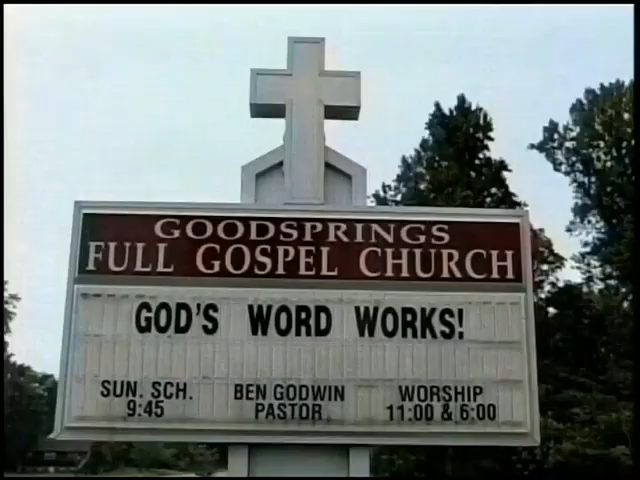 GOODSPRINGS
FULL GOSPEL CHURCH
GOD'S WORD WORKS!
SUN. SCH. BEN GODWIN WORSHIP
9:45 PASTOR 11:00 & 6:00